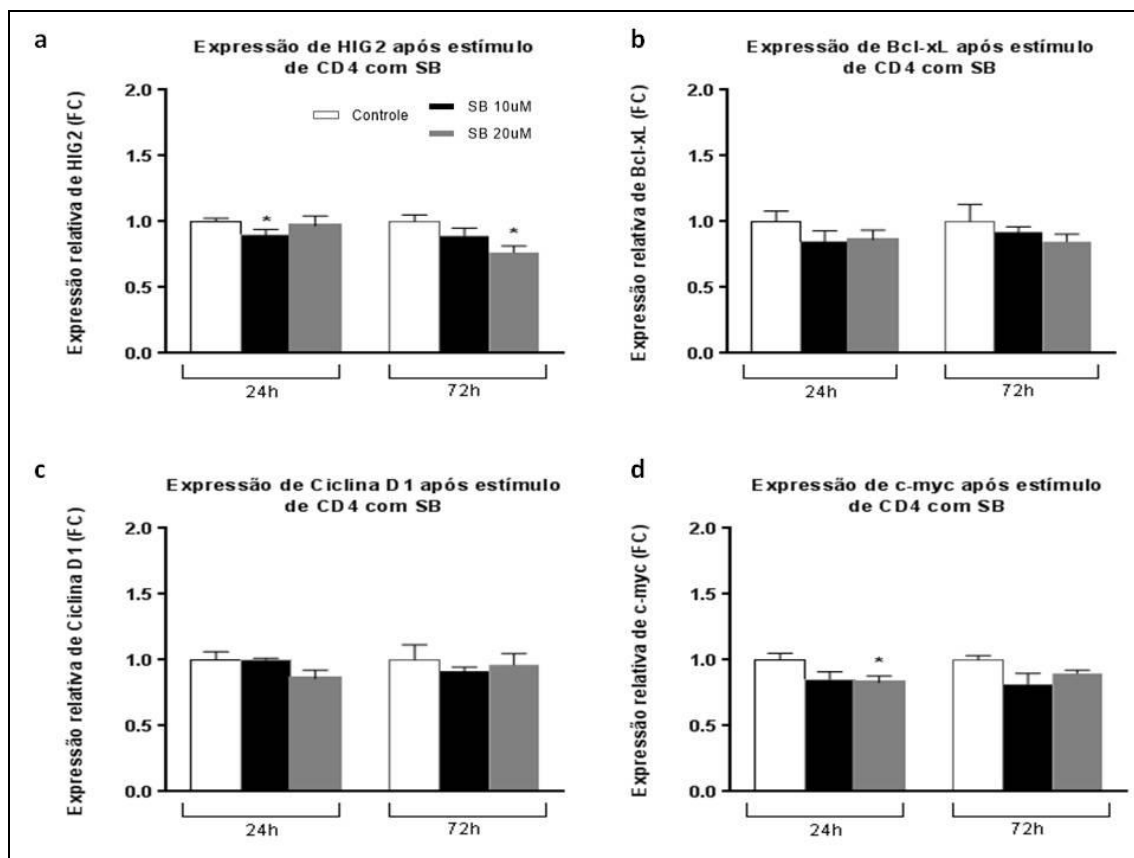 a
Expressão de HIG2 após estímulo
de CD4 com SB
Expressão relativa de HIG2 (FC)
2.0
1.5
1.0
0.5
0.0
Controle
SB 10uM
SB 20uM
*
*
24h
72h
b
Expressão de Bcl-xL após estímulo
de CD4 com SB
Expressão relativa de Bcl-xL (FC)
2.0
1.5
1.0
0.5
0.0
24h
72h
c
Expressão de Ciclina D1 após estímulo
de CD4 com SB
Expressão relativa de Ciclina D1 (FC)
2.0
1.5
1.0
0.5
0.0
24h
72h
d
Expressão de c-myc após estímulo
de CD4 com SB
Expressão relativa de c-myc (FC)
2.0
1.5
1.0
0.5
0.0
*
24h
72h